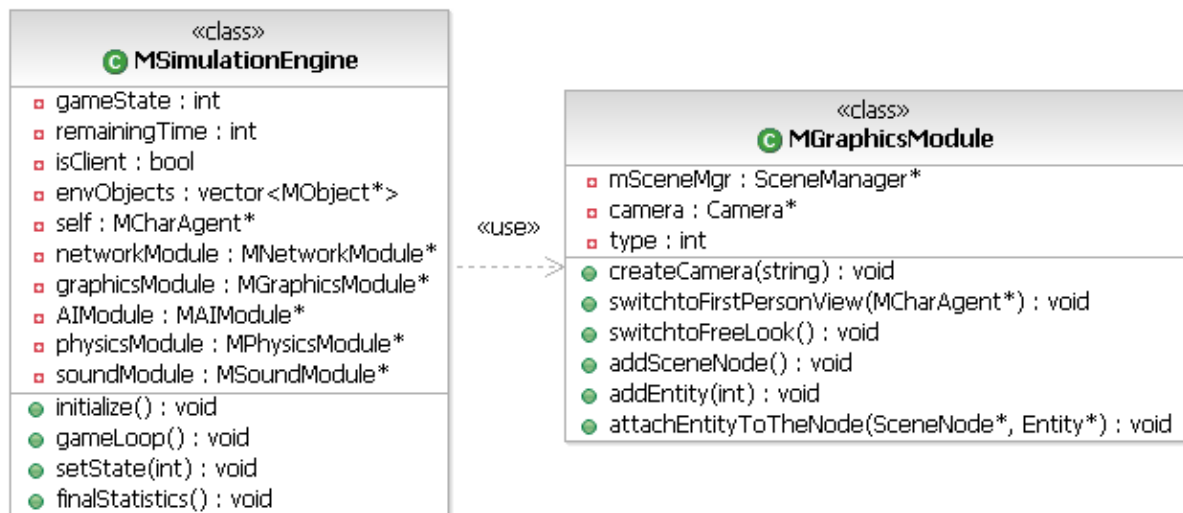 «class»
C MSimulationEngine
gameState : int
remainingTime : int
isClient : bool
envObjects : vector<MObject*>
self : MCharAgent*
networkModule : MNetworkModule*
graphicsModule : MGraphicsModule*
AIModule : MAIModule*
physicsModule : MPhysicsModule*
soundModule : MSoundModule*
initialize() : void
gameLoop() : void
setState(int) : void
finalStatistics() : void
«use»
«class»
C MGraphicsModule
mSceneMgr : SceneManager*
camera : Camera*
type : int
createCamera(string) : void
switchtoFirstPersonView(MCharAgent*) : void
switchtoFreeLook() : void
addSceneNode() : void
addEntity(int) : void
attachEntityToTheNode(SceneNode*, Entity*) : void